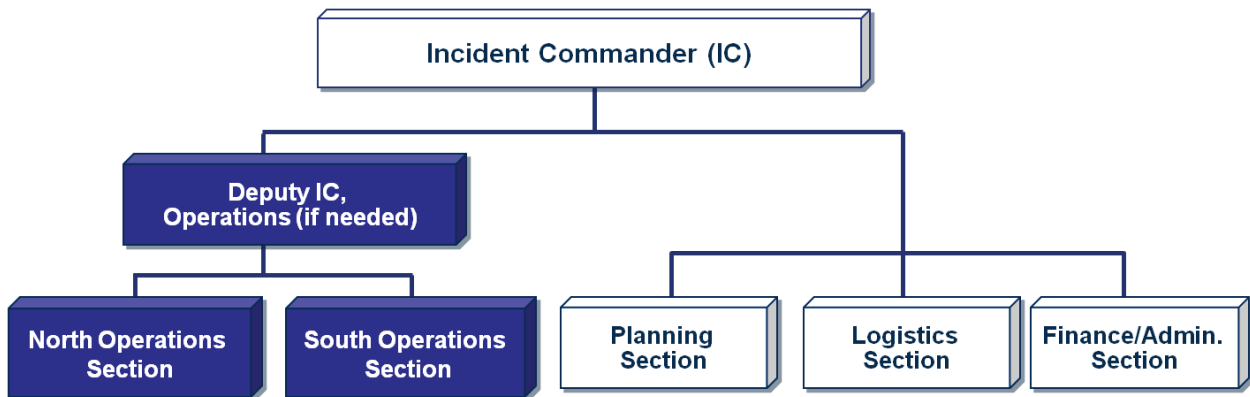 Incident Commander (IC)
Deputy IC,
Operations (if needed)
North Operations
Section
South Operations
Section
Planning
Section
Logistics
Section
Finance/Admin.
Section